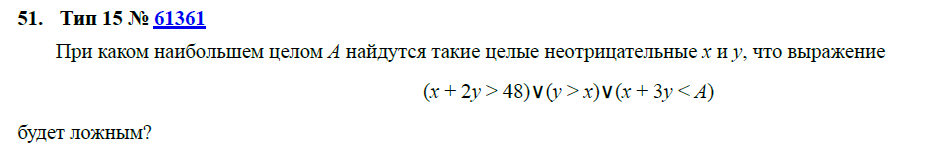 51. Тип 15 № 61361
При каком наибольшем целом A найдутся такие целые неотрицательные x и y, что выражение
(x + 2y > 48)∨(y > x)∨(x + 3y < A)
будет ложным?